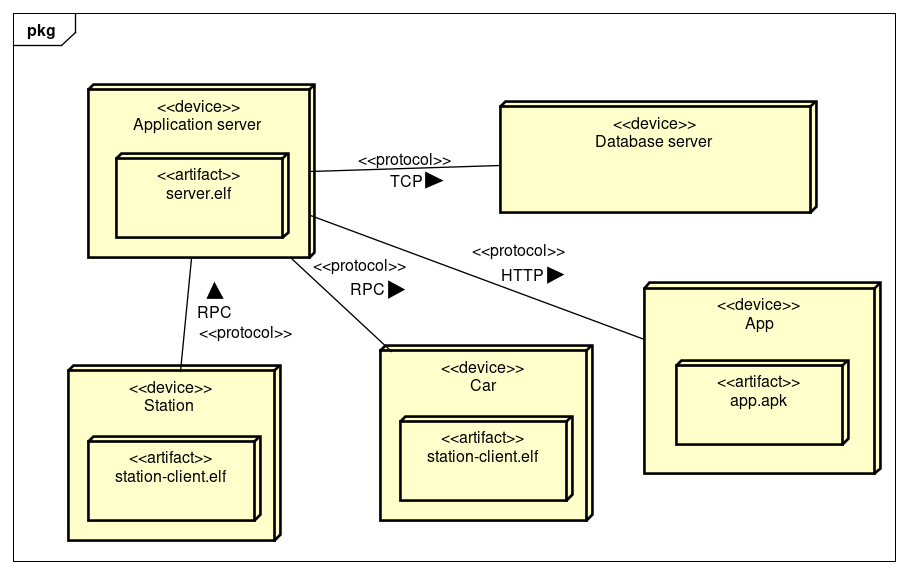 pkg
<<device>>
Application server
<<artifact>>
server.elf
<<protocol>>
TCP
<<device>>
Database server
<<protocol>>
HTTP
<<protocol>>
RPC
RPC
<<protocol>>
<<device>>
App
<<artifact>>
app.apk
<<device>>
Station
<<artifact>>
station-client.elf
<<device>>
Car
<<artifact>>
station-client.elf